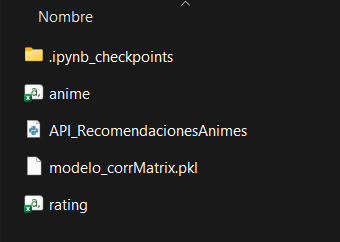 Nombre
.ipynb_checkpoints
anime
API_RecomendacionesAnimes
modelo_corrMatrix.pkl
rating